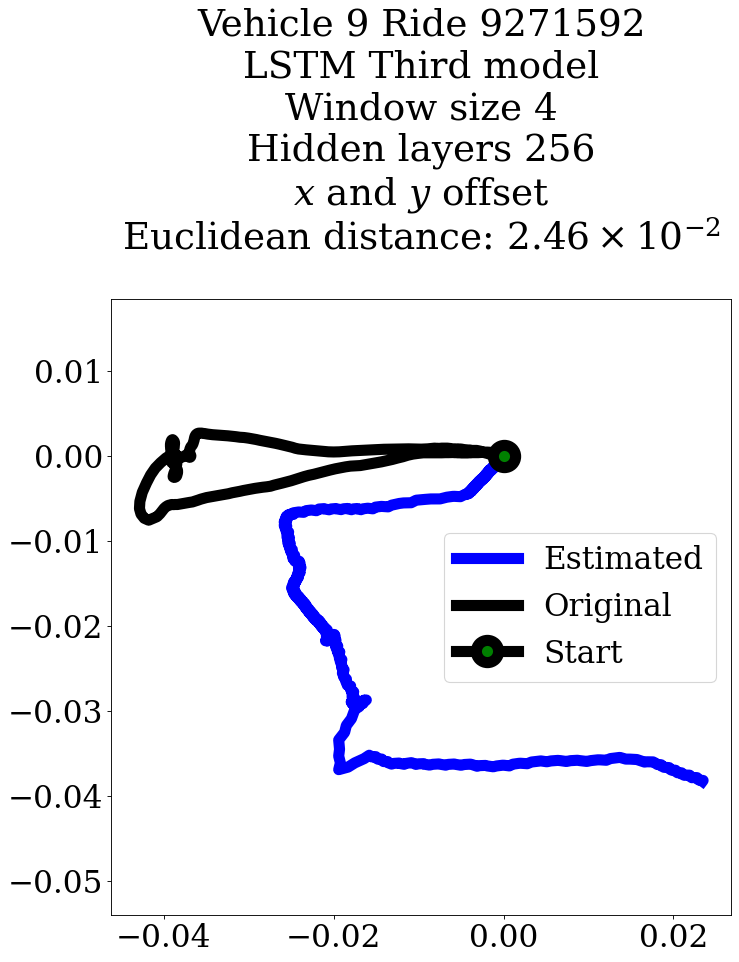 Vehicle 9 Ride 9271592
LSTM Third model
Window size 4
Hidden layers 256
x and y offset
Euclidean distance: 2.46 × 10⁻²
0.01
0.00
−0.01
−0.02
−0.03
−0.04
−0.05
Estimated
Original
Start
−0.04 −0.02 0.00 0.02